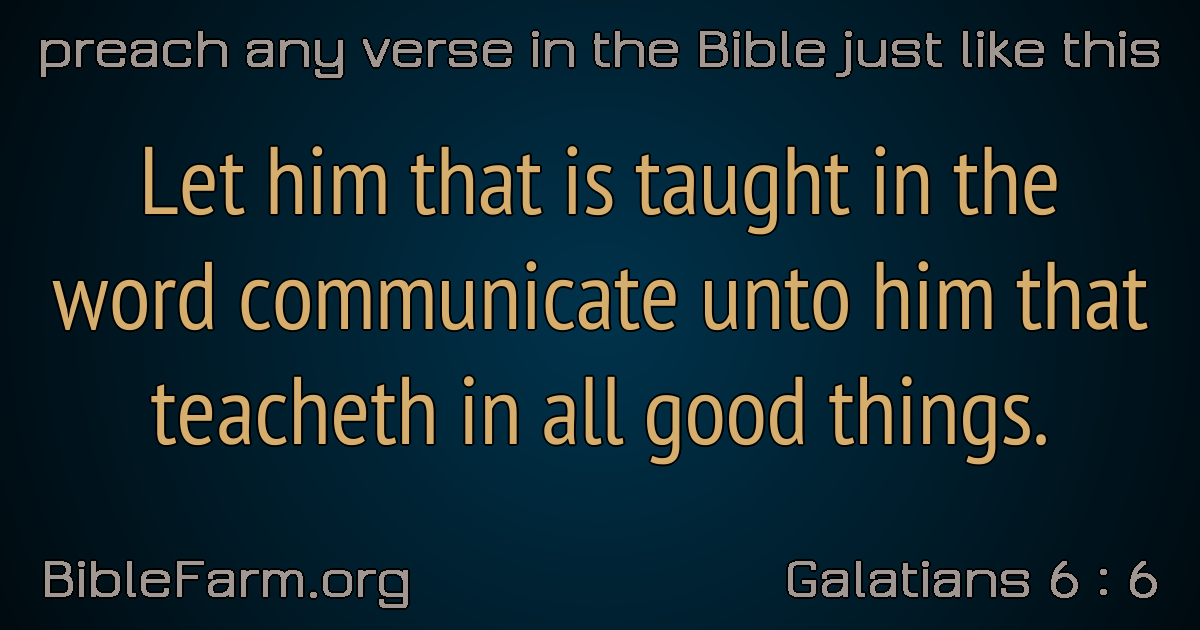 preach any verse in the Bible just like this
Let him that is taught in the
word communicate unto him that
teacheth in all good things.
BibleFarm.org
Galatians 6 : 6